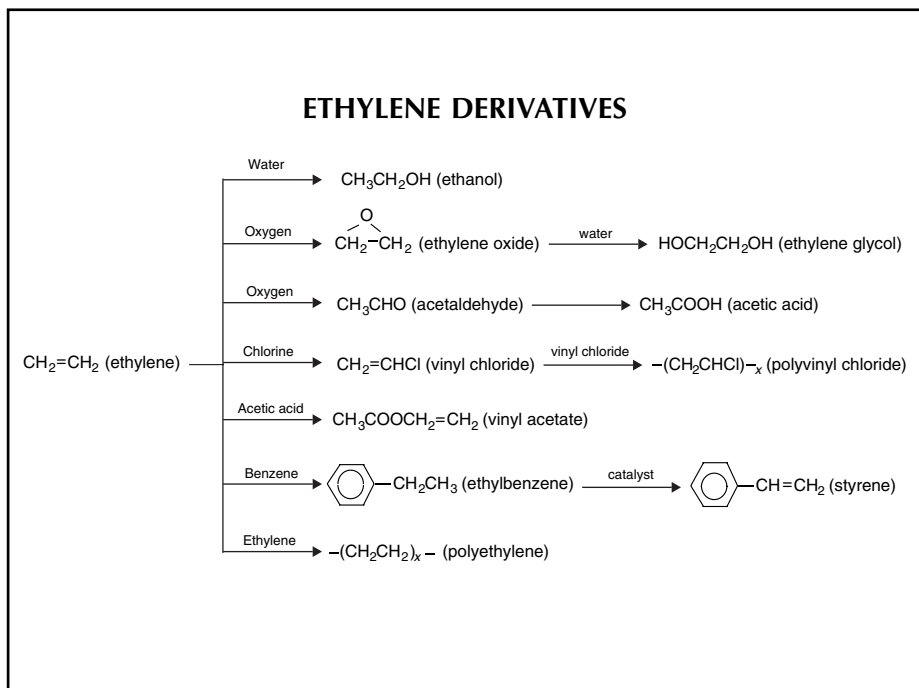 ETHYLENE DERIVATIVES
Water
CH₃CH₂OH (ethanol)
Oxygen
O
CH₂–CH₂ (ethylene oxide)
water
HOCH₂CH₂OH (ethylene glycol)
Oxygen
CH₃CHO (acetaldehyde)
CH₃COOH (acetic acid)
CH₂=CH₂ (ethylene)
Chlorine
CH₂=CHCl (vinyl chloride)
vinyl chloride
–(CH₂CHCl)–ₓ (polyvinyl chloride)
Acetic acid
CH₃COOCH₂=CH₂ (vinyl acetate)
Benzene
–CH₂CH₃ (ethylbenzene)
catalyst
–CH=CH₂ (styrene)
Ethylene
–(CH₂CH₂)ₓ– (polyethylene)